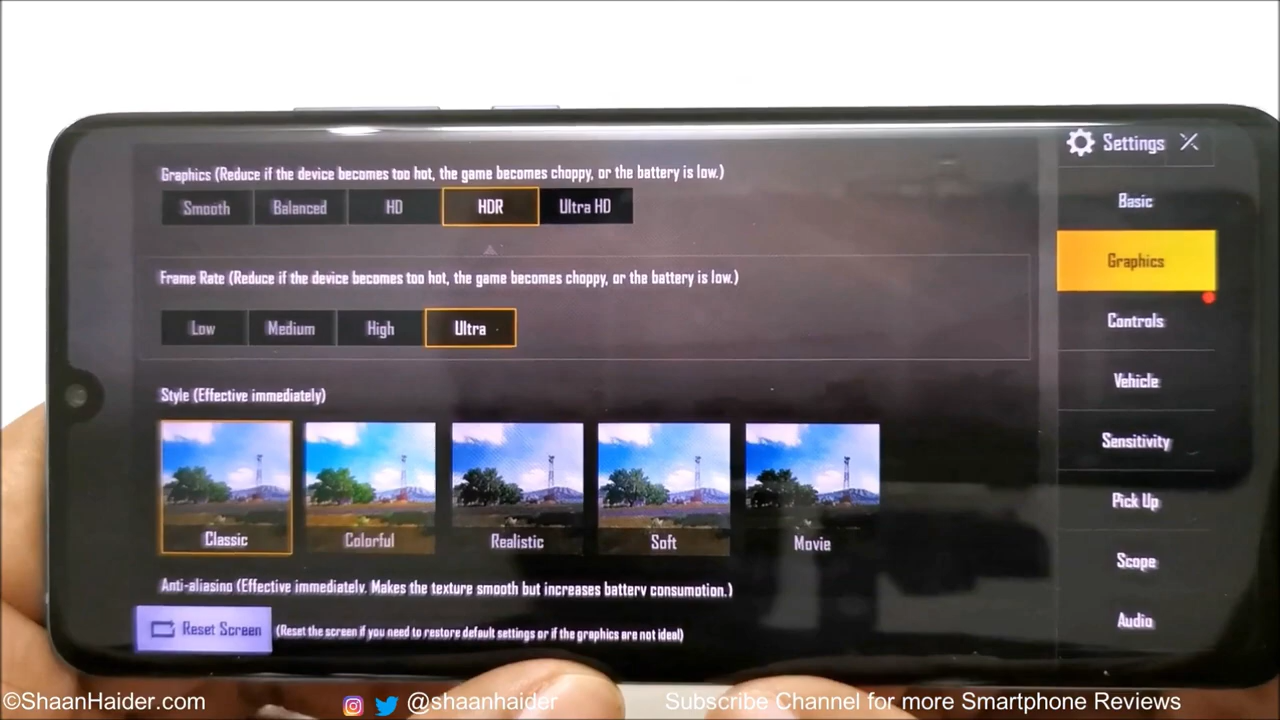 Settings
Graphics (Reduce if the device becomes too hot, the game becomes choppy, or the battery is low.)
Smooth Balanced HD HDR Ultra HD
Frame Rate (Reduce if the device becomes too hot, the game becomes choppy, or the battery is low.)
Low Medium High Ultra
Style (Effective immediately)
Classic Colorful Realistic Soft Movie
Anti-aliasing (Effective immediately. Makes the texture smooth but increases battery consumption.)
Reset Screen (Reset the screen if you need to restore default settings or if the graphics are not ideal)
Basic
Graphics
Controls
Vehicle
Sensitivity
Pick Up
Scope
Audio
©ShaanHaider.com @shaanhaider Subscribe Channel for more Smartphone Reviews